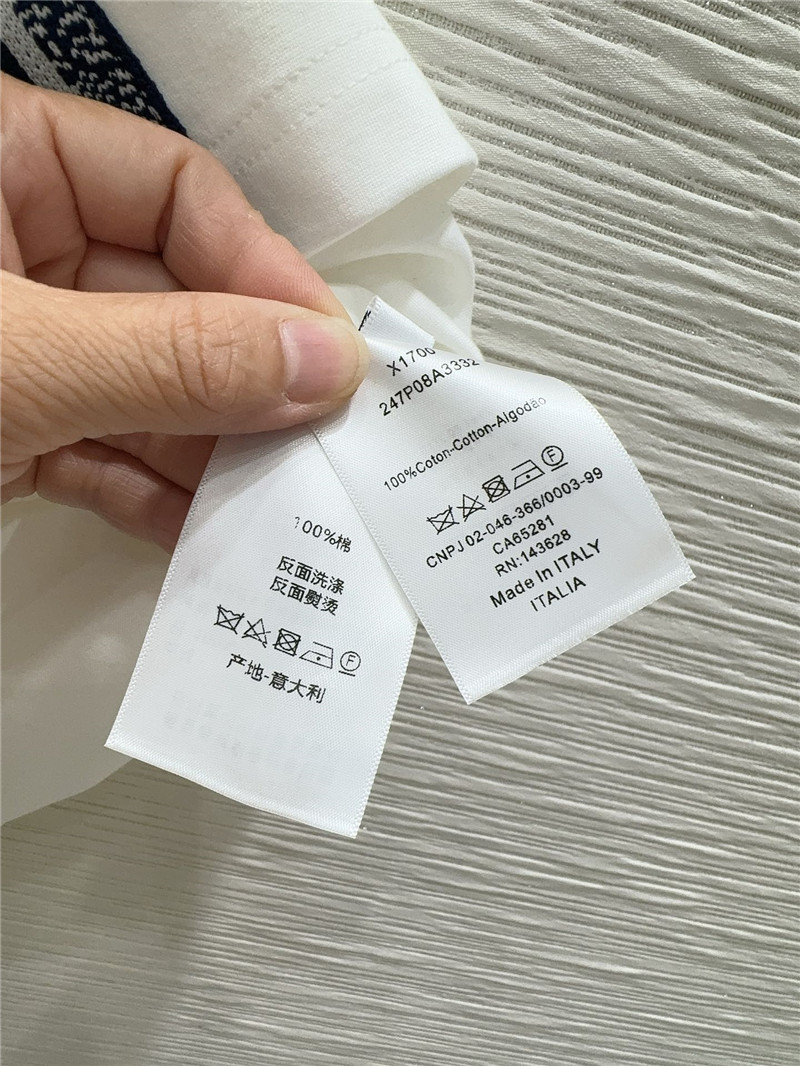 X1700
247P08A3332
100%Coton-Cotton-Algodão
F
CNPJ 02-046-366/0003-99
CA65281
RN:143628
Made In ITALY
ITALIA
100%棉
反面洗涤
反面熨烫
F
产地-意大利